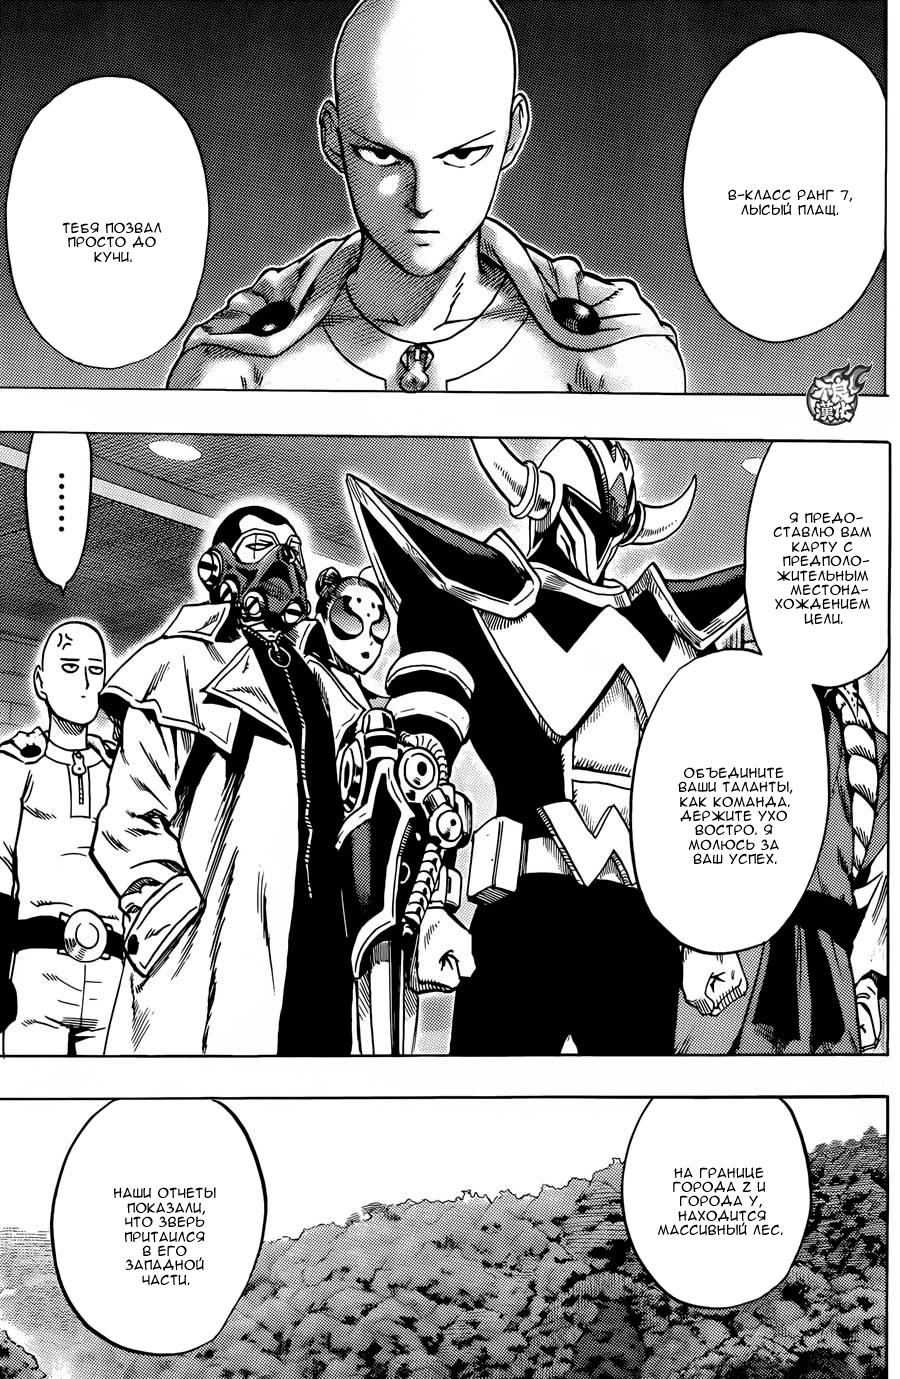 В-КЛАСС РАНГ 7,
ЛЫСЫЙ ПЛАЩ.
ТЕБЯ ПОЗВАЛ
ПРОСТО ДО
КУЧИ.
Я ПРЕДО-
СТАВЛЮ ВАМ
КАРТУ С
ПРЕДПОЛО-
ЖИТЕЛЬНЫМ
МЕСТОНА-
ХОЖДЕНИЕМ
ЦЕЛИ.
ОБЪЕДИНИТЕ
ВАШИ ТАЛАНТЫ,
КАК КОМАНДА.
ДЕРЖИТЕ УХО
ВОСТРО. Я
МОЛЮСЬ ЗА
ВАШ УСПЕХ.
......
НА ГРАНИЦЕ
ГОРОДА Z И
ГОРОДА Y,
НАХОДИТСЯ
МАССИВНЫЙ ЛЕС.
НАШИ ОТЧЕТЫ
ПОКАЗАЛИ,
ЧТО ЗВЕРЬ
ПРИТАИЛСЯ
В ЕГО
ЗАПАДНОЙ
ЧАСТИ.